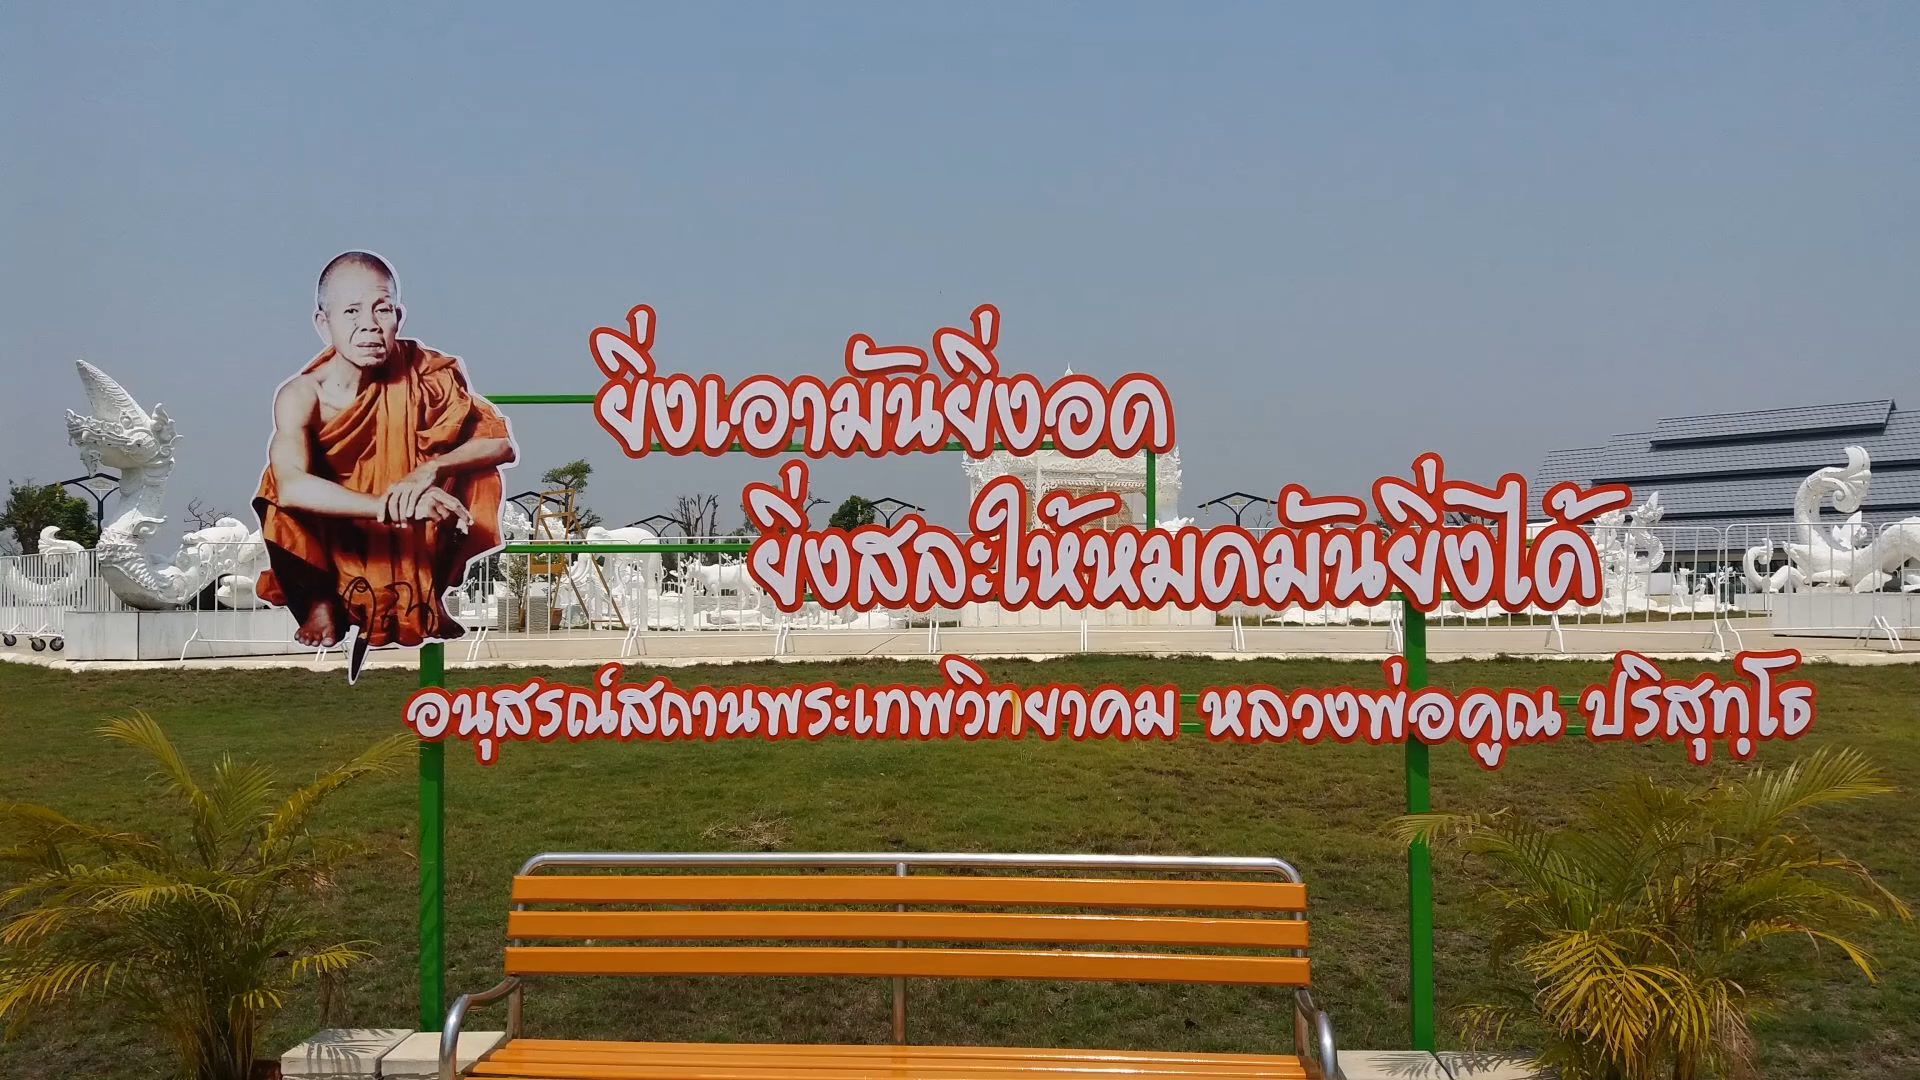 ยิ่งเอามันยิ่งอด
ยิ่งสละให้หมดมันยิ่งได้
อนุสรณ์สถานพระเทพวิทยาคม หลวงพ่อคูณ ปริสุทฺโธ